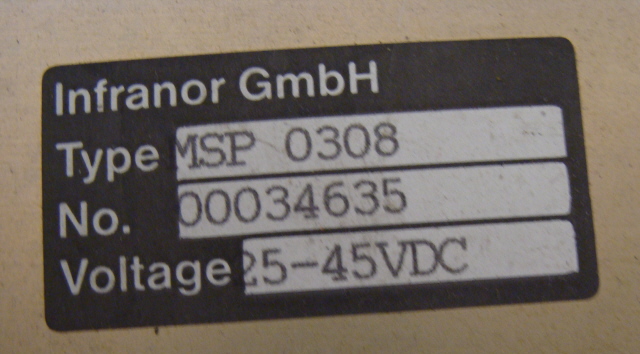 Infranor GmbH
Type MSP 0308
No. 00034635
Voltage 25-45VDC